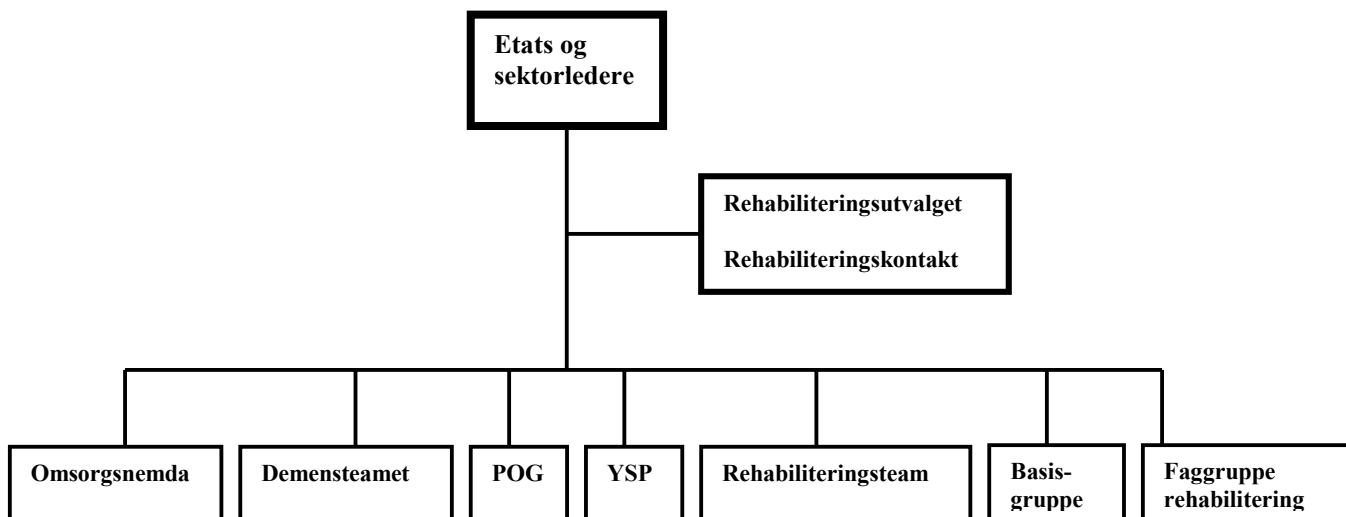 Etats og
sektorledere
Rehabiliteringsutvalget
Rehabiliteringskontakt
Omsorgsnemda
Demensteamet
POG
YSP
Rehabiliteringsteam
Basis-
gruppe
Faggruppe
rehabilitering